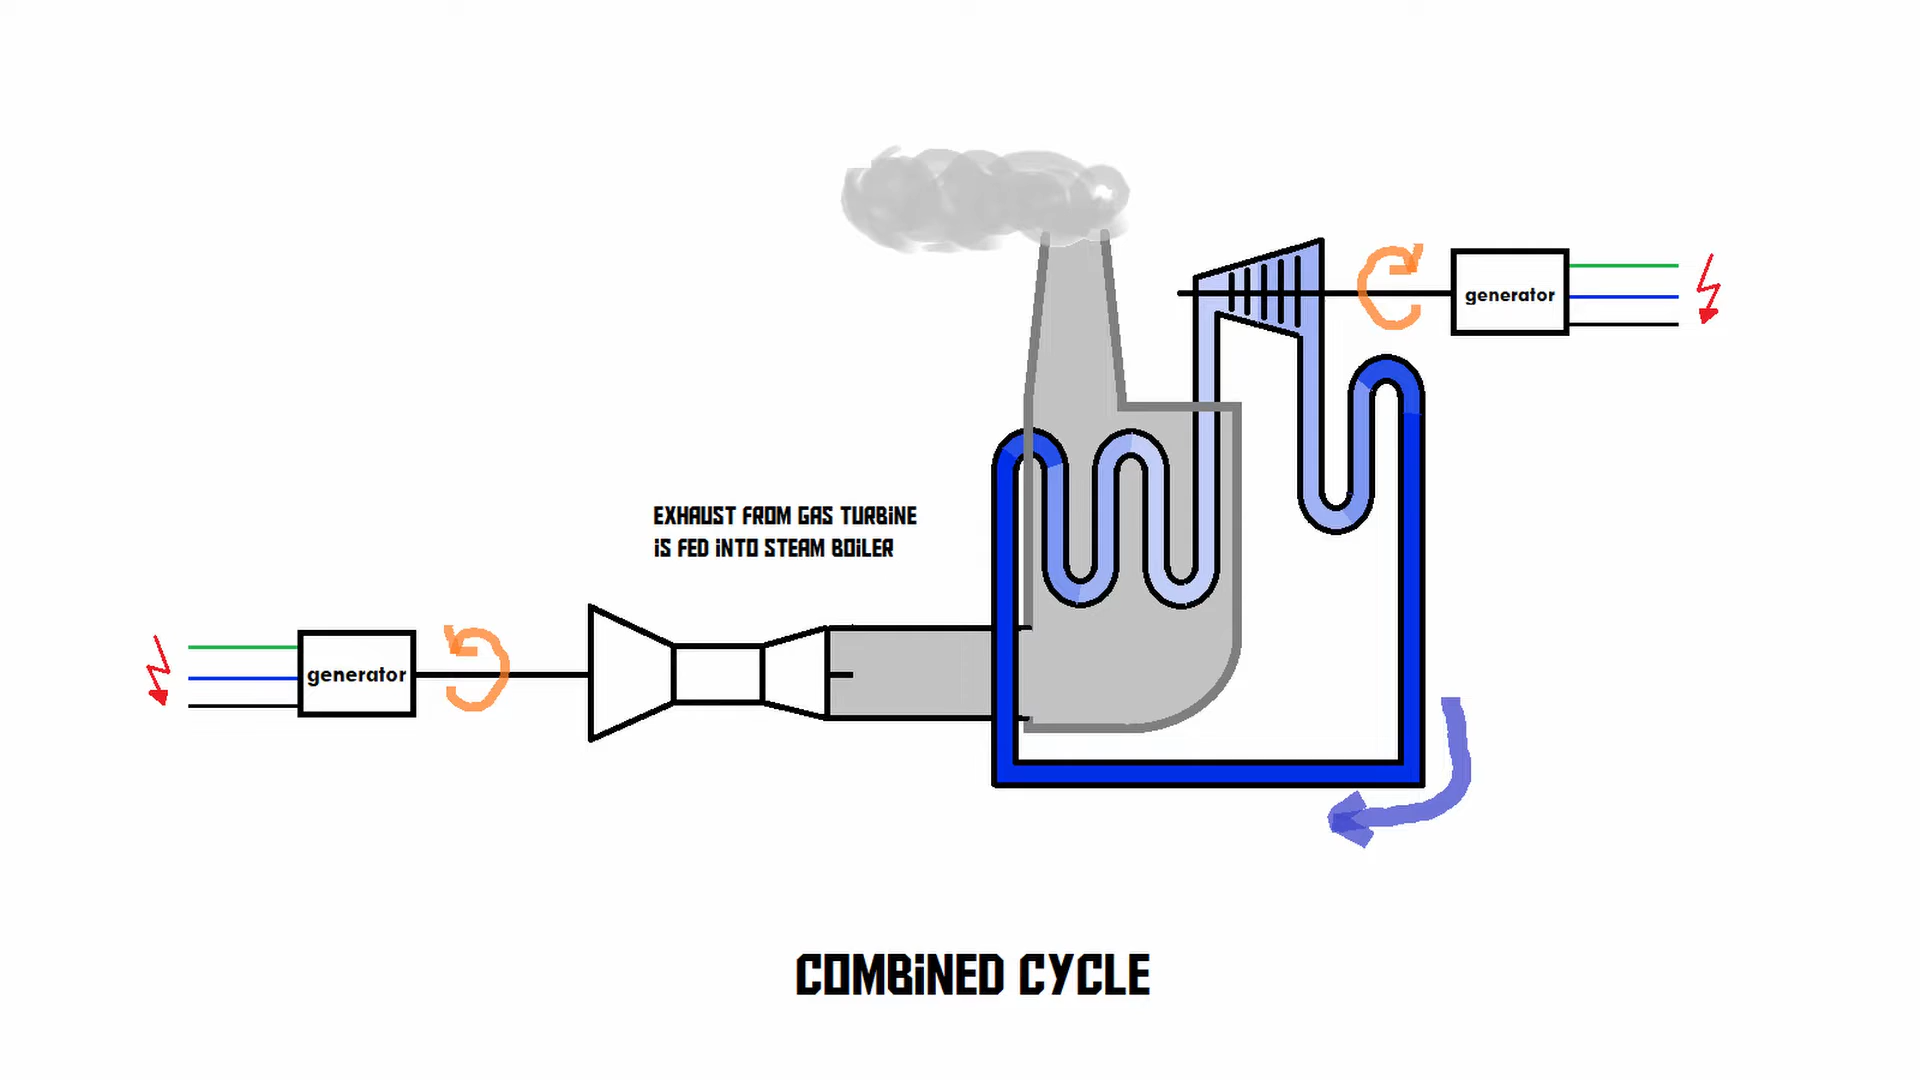 generator
EXHAUST FROM GAS TURBINE
IS FED INTO STEAM BOILER
generator
COMBINED CYCLE